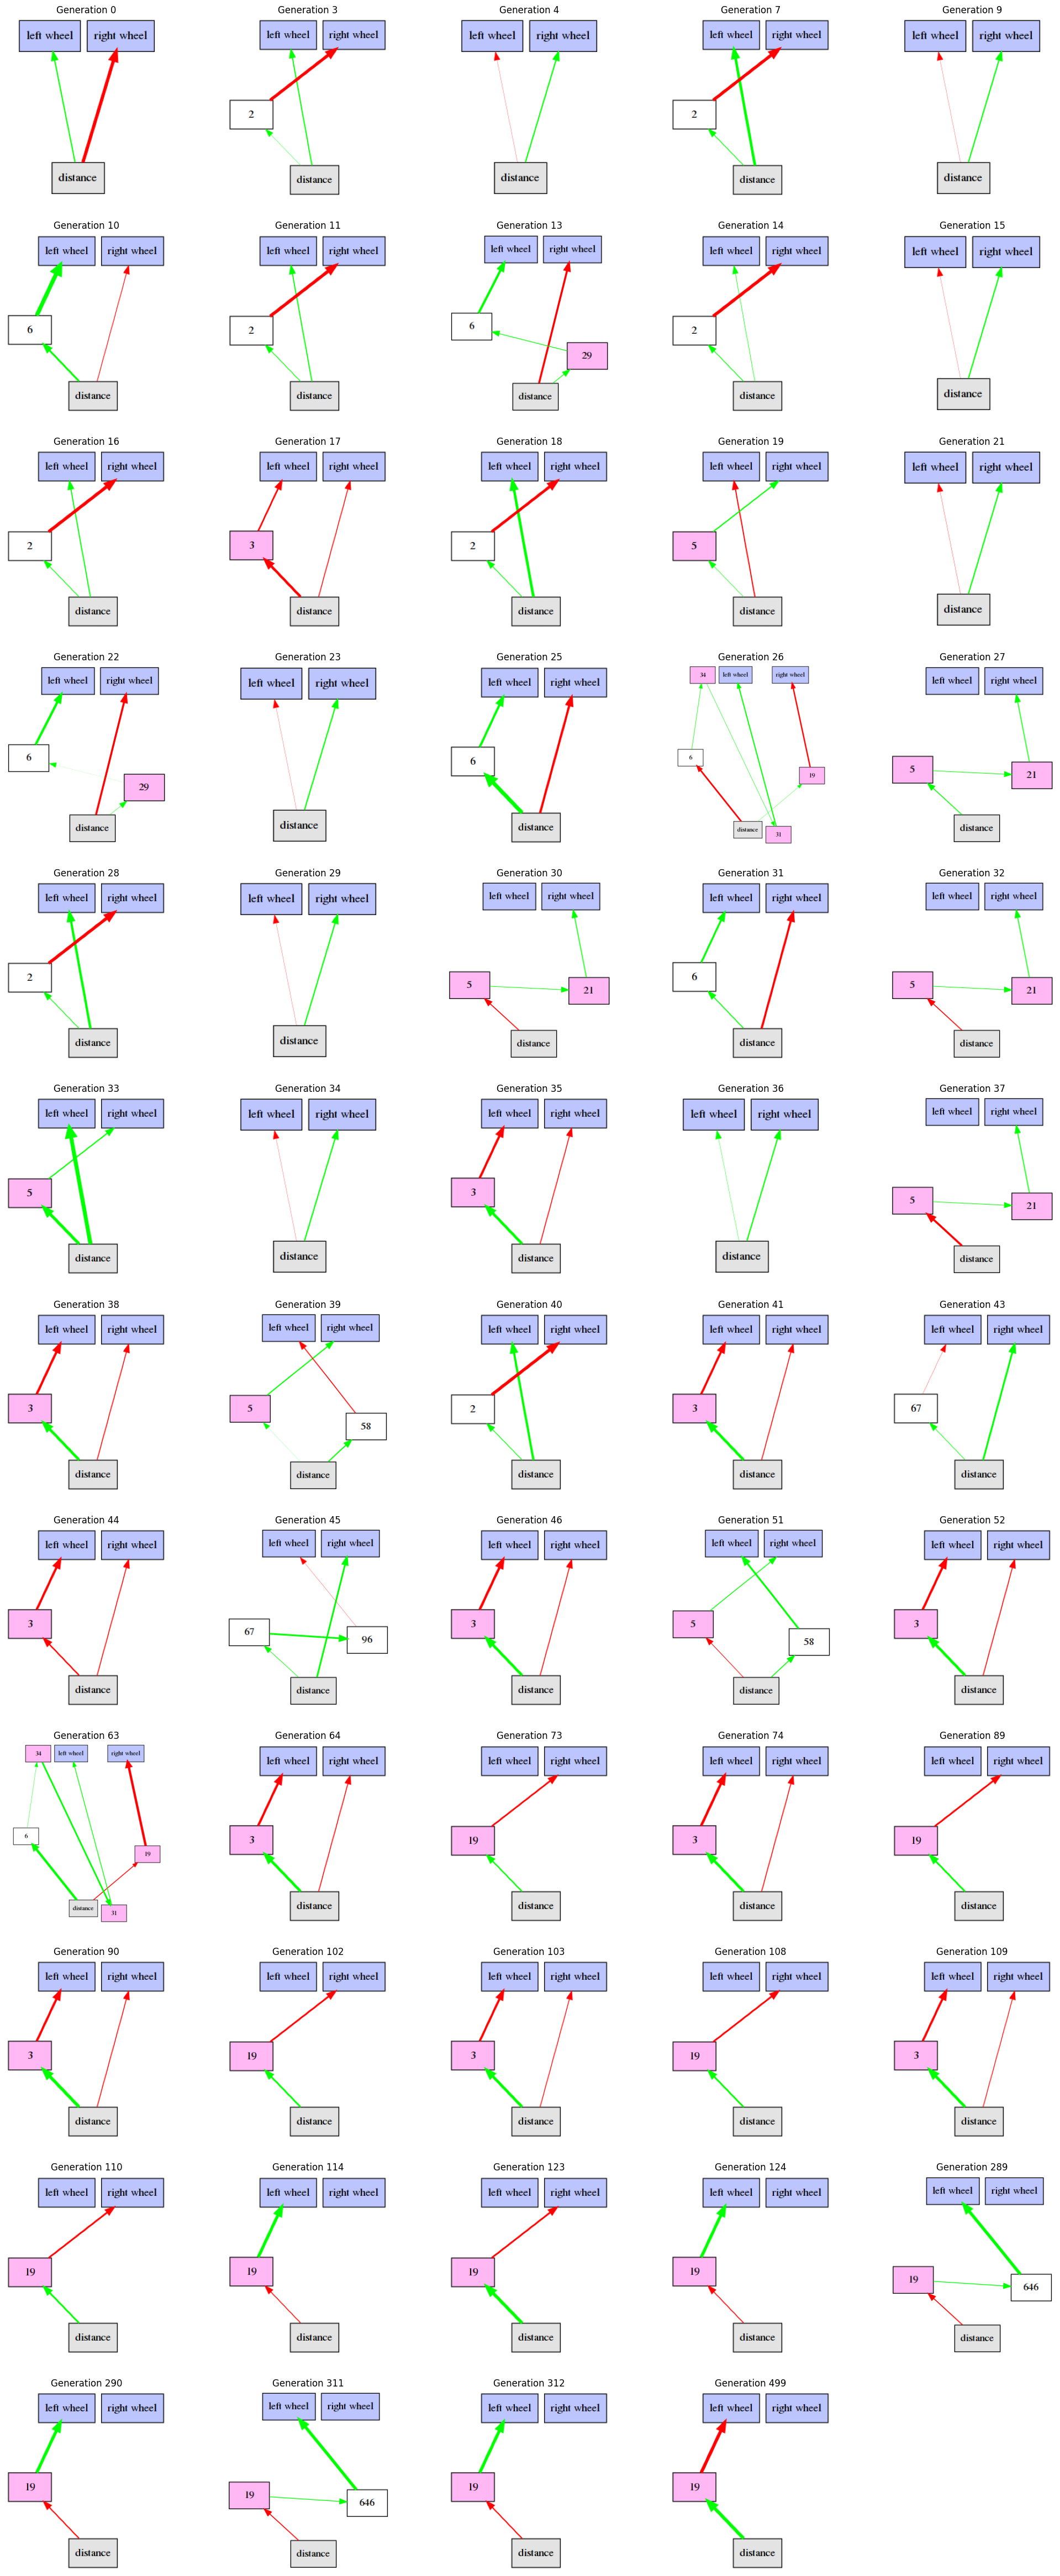 Generation 0 Generation 3 Generation 4 Generation 7 Generation 9
left wheel right wheel left wheel right wheel left wheel right wheel left wheel right wheel left wheel right wheel
2 2
distance distance distance distance distance
Generation 10 Generation 11 Generation 13 Generation 14 Generation 15
left wheel right wheel left wheel right wheel left wheel right wheel left wheel right wheel left wheel right wheel
6 2 6 2
29
distance distance distance distance distance
Generation 16 Generation 17 Generation 18 Generation 19 Generation 21
left wheel right wheel left wheel right wheel left wheel right wheel left wheel right wheel left wheel right wheel
2 3 2 5
distance distance distance distance distance
Generation 22 Generation 23 Generation 25 Generation 26 Generation 27
left wheel right wheel left wheel right wheel left wheel right wheel 34 left wheel right wheel left wheel right wheel
6 6 6 5
29 19 21
distance distance distance distance 31 distance
Generation 28 Generation 29 Generation 30 Generation 31 Generation 32
left wheel right wheel left wheel right wheel left wheel right wheel left wheel right wheel left wheel right wheel
2 5 21 6 5 21
distance distance distance distance distance
Generation 33 Generation 34 Generation 35 Generation 36 Generation 37
left wheel right wheel left wheel right wheel left wheel right wheel left wheel right wheel left wheel right wheel
5 3 5 21
distance distance distance distance distance
Generation 38 Generation 39 Generation 40 Generation 41 Generation 43
left wheel right wheel left wheel right wheel left wheel right wheel left wheel right wheel left wheel right wheel
3 5 58 2 3 67
distance distance distance distance distance
Generation 44 Generation 45 Generation 46 Generation 51 Generation 52
left wheel right wheel left wheel right wheel left wheel right wheel left wheel right wheel left wheel right wheel
3 67 96 3 5 58 3
distance distance distance distance distance
Generation 63 Generation 64 Generation 73 Generation 74 Generation 89
34 left wheel right wheel left wheel right wheel left wheel right wheel left wheel right wheel left wheel right wheel
6 19 3 19 3 19
distance 31 distance distance distance distance
Generation 90 Generation 102 Generation 103 Generation 108 Generation 109
left wheel right wheel left wheel right wheel left wheel right wheel left wheel right wheel left wheel right wheel
3 19 3 19 3
distance distance distance distance distance
Generation 110 Generation 114 Generation 123 Generation 124 Generation 289
left wheel right wheel left wheel right wheel left wheel right wheel left wheel right wheel left wheel right wheel
19 19 19 19 19 646
distance distance distance distance distance
Generation 290 Generation 311 Generation 312 Generation 499
left wheel right wheel left wheel right wheel left wheel right wheel left wheel right wheel
19 19 646 19 19
distance distance distance distance